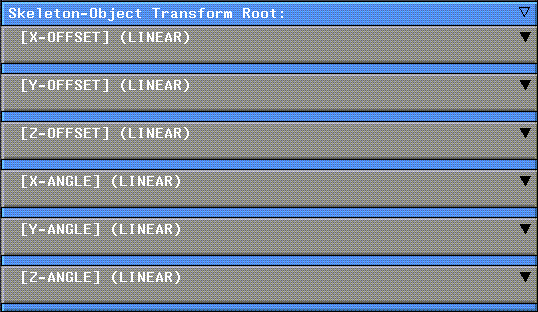 Skeleton-Object Transform Root:
[X-OFFSET] (LINEAR)
[Y-OFFSET] (LINEAR)
[Z-OFFSET] (LINEAR)
[X-ANGLE] (LINEAR)
[Y-ANGLE] (LINEAR)
[Z-ANGLE] (LINEAR)